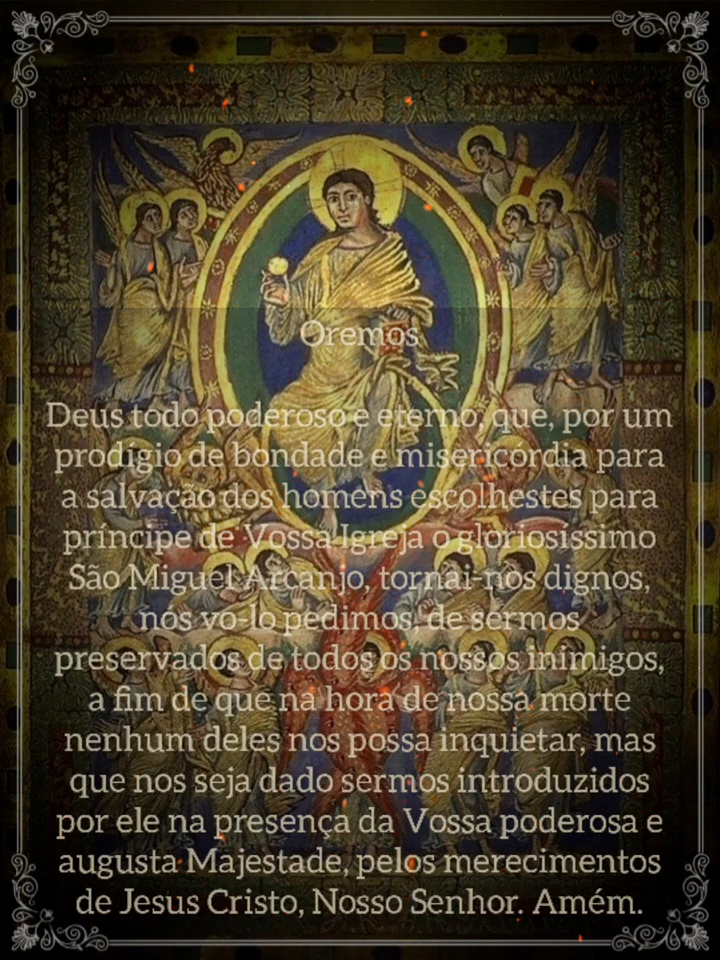 Oremos
Deus todo poderoso e eterno, que, por um
prodígio de bondade e misericordia para
a salvação dos homens escolhestes para
príncipe de Vossa Igreja o gloriosíssimo
São Miguel Arcanjo, tornai-nos dignos,
nós vo-lo pedimos, de sermos
preservados de todos os nossos inimigos,
a fim de que na hora de nossa morte
nenhum deles nos possa inquietar, mas
que nos seja dado sermos introduzidos
por ele na presença da Vossa poderosa e
augusta Majestade, pelos merecimentos
de Jesus Cristo, Nosso Senhor. Amém.